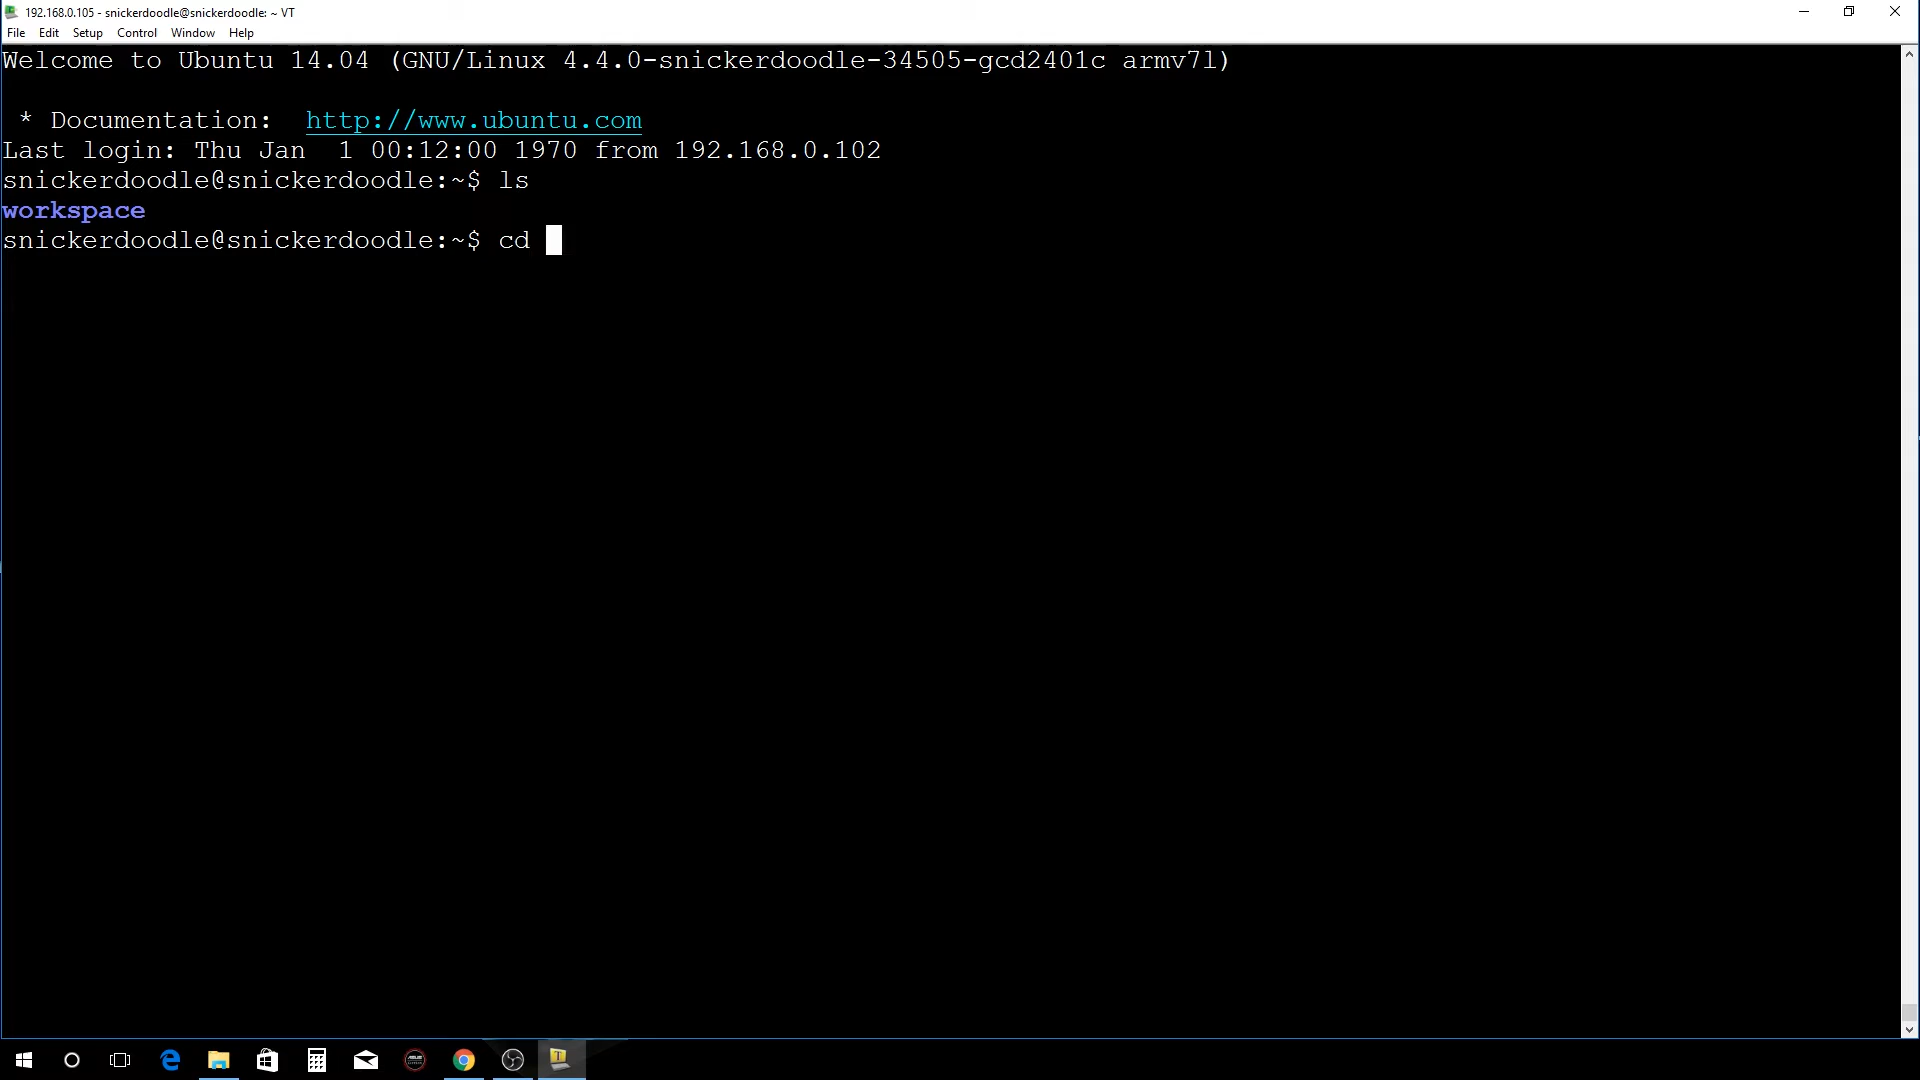 192.168.0.105 - snickerdoodle@snickerdoodle: ~ VT
File Edit Setup Control Window Help
Welcome to Ubuntu 14.04 (GNU/Linux 4.4.0-snickerdoodle-34505-gcd2401c armv7l)
* Documentation:  http://www.ubuntu.com
Last login: Thu Jan  1 00:12:00 1970 from 192.168.0.102
snickerdoodle@snickerdoodle:~$ ls
workspace
snickerdoodle@snickerdoodle:~$ cd